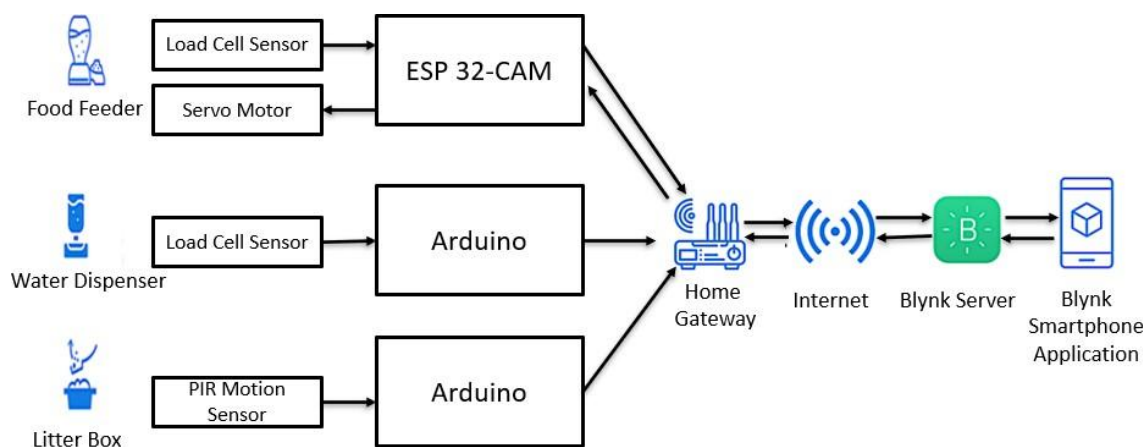 Food Feeder
Load Cell Sensor
Servo Motor
ESP 32-CAM
Water Dispenser
Load Cell Sensor
Arduino
Litter Box
PIR Motion
Sensor
Arduino
Home
Gateway
Internet
B
Blynk Server
Blynk
Smartphone
Application